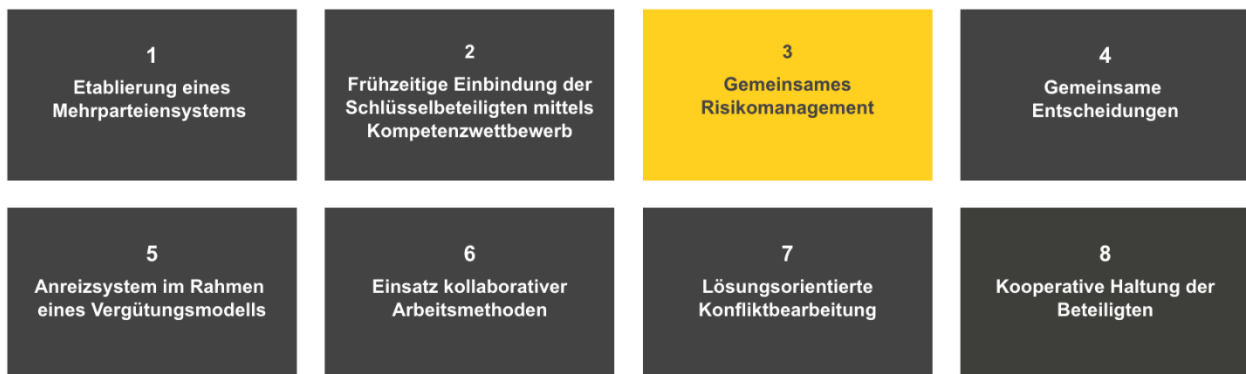 1
Etablierung eines
Mehrparteiensystems
2
Frühzeitige Einbindung der
Schlüsselbeteiligten mittels
Kompetenzwettbewerb
3
Gemeinsames
Risikomanagement
4
Gemeinsame
Entscheidungen
5
Anreizsystem im Rahmen
eines Vergütungsmodells
6
Einsatz kollaborativer
Arbeitsmethoden
7
Lösungsorientierte
Konfliktbearbeitung
8
Kooperative Haltung der
Beteiligten